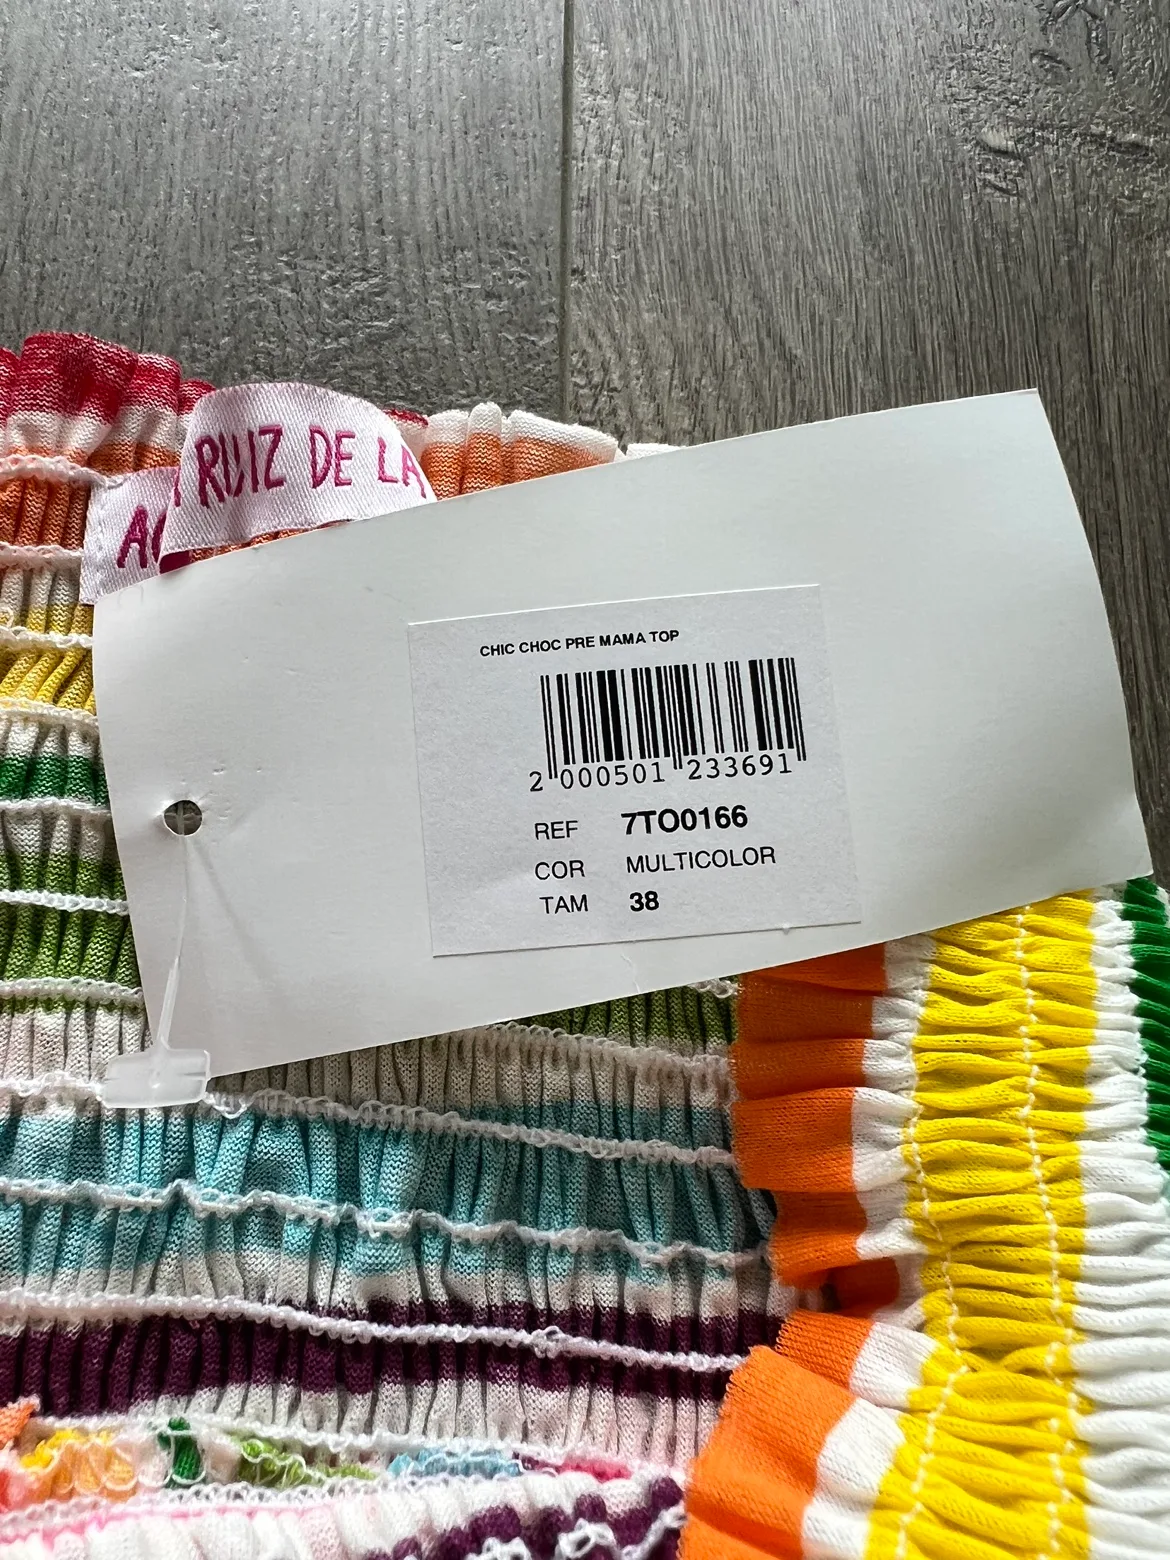 RUIZ DE LA
CHIC CHOC PRE MAMA TOP
2 000501 233691
REF 7TO0166
COR MULTICOLOR
TAM 38